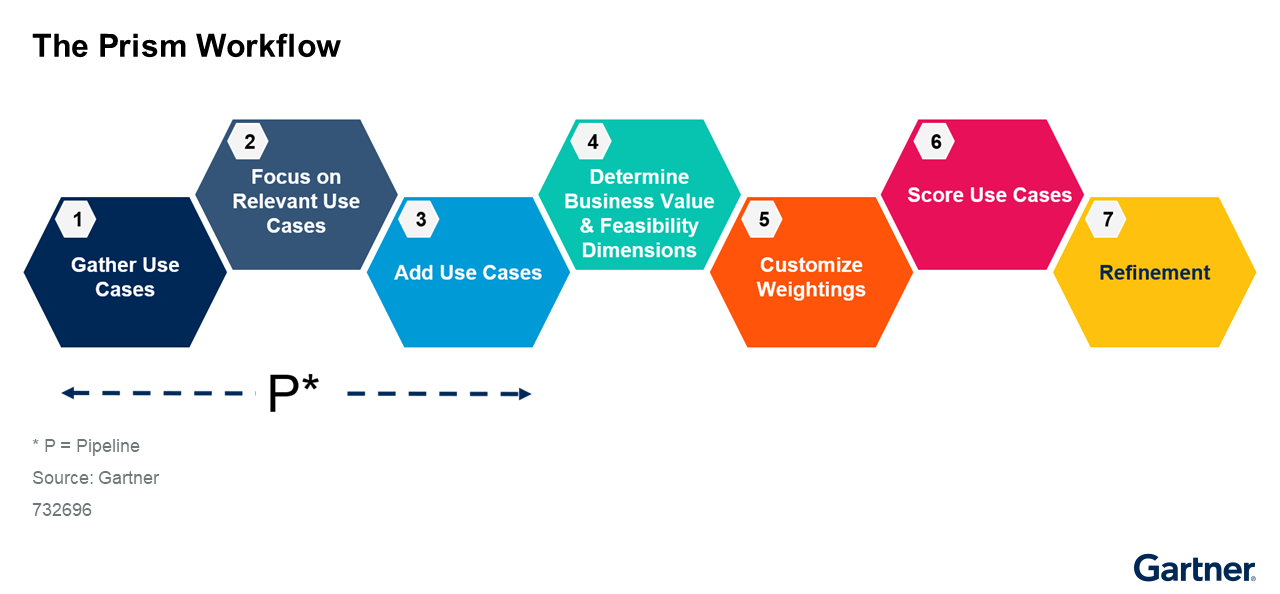 The Prism Workflow
1
Gather Use
Cases
2
Focus on
Relevant Use
Cases
3
Add Use Cases
4
Determine
Business Value
& Feasibility
Dimensions
5
Customize
Weightings
6
Score Use Cases
7
Refinement
P*
* P = Pipeline
Source: Gartner
732696
Gartner®